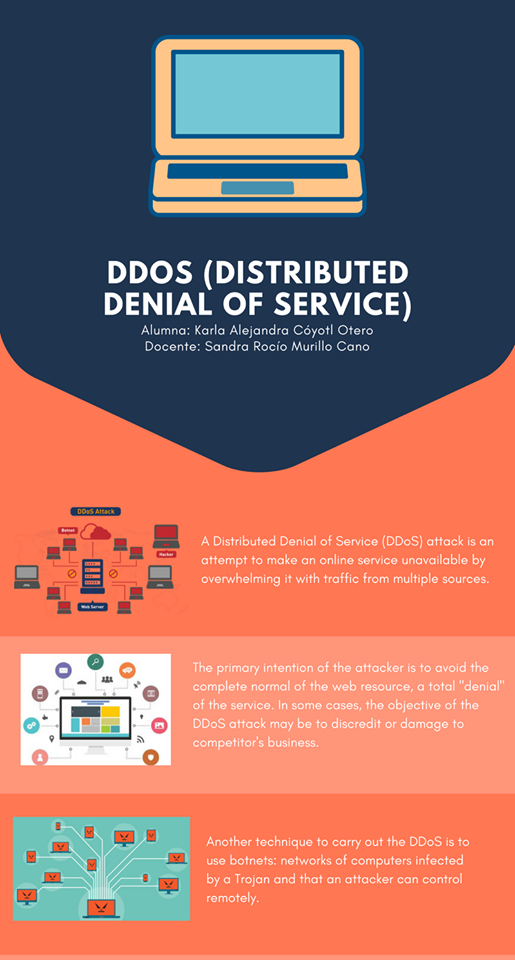 DDOS (DISTRIBUTED
DENIAL OF SERVICE)
Alumna: Karla Alejandra Cóyotl Otero
Docente: Sandra Rocío Murillo Cano
DDoS Attack
Botnet
Hacker
Web Server
A Distributed Denial of Service (DDoS) attack is an
attempt to make an online service unavailable by
overwhelming it with traffic from multiple sources.
The primary intention of the attacker is to avoid the
complete normal of the web resource, a total "denial"
of the service. In some cases, the objective of the
DDoS attack may be to discredit or damage to
competitor's business.
Another technique to carry out the DDoS is to
use botnets: networks of computers infected
by a Trojan and that an attacker can control
remotely.